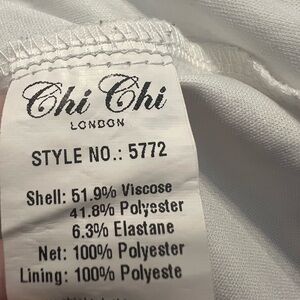 Chi Chi
LONDON
STYLE NO.: 5772
Shell: 51.9% Viscose
41.8% Polyester
6.3% Elastane
Net: 100% Polyester
Lining: 100% Polyeste